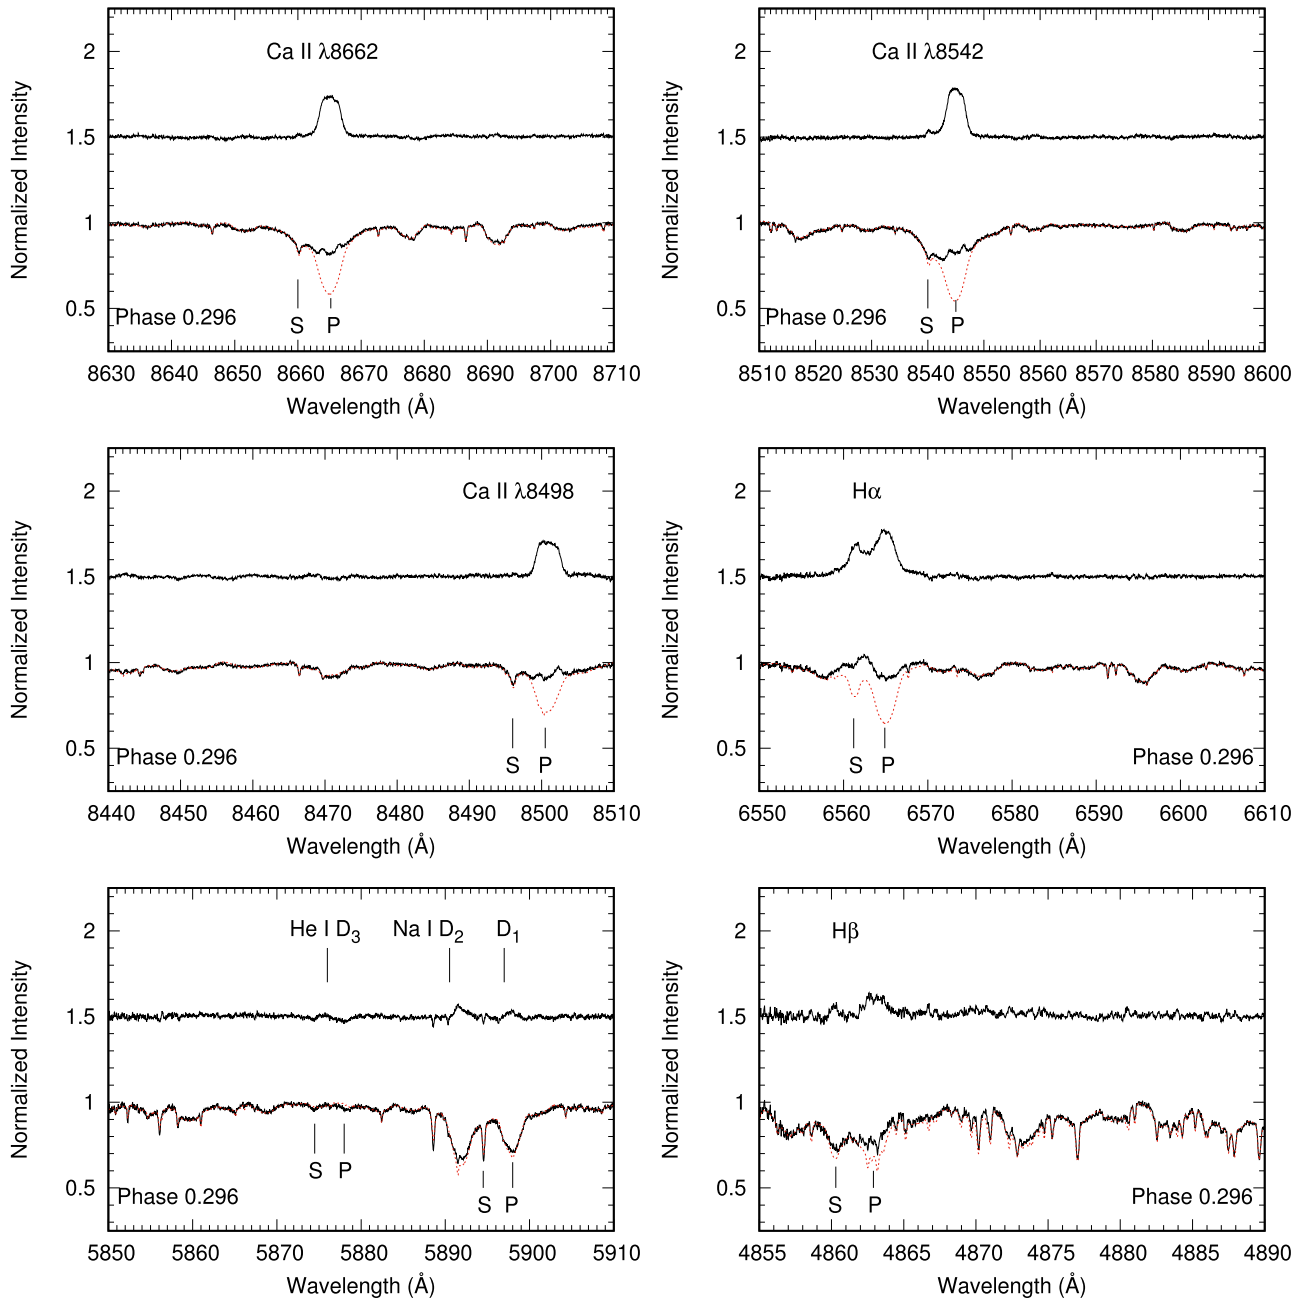 Ca II λ8662
2
1.5
1
0.5
Normalized Intensity
Phase 0.296
S P
8630 8640 8650 8660 8670 8680 8690 8700 8710
Wavelength (Å)
Ca II λ8542
2
1.5
1
0.5
Normalized Intensity
Phase 0.296
S P
8510 8520 8530 8540 8550 8560 8570 8580 8590 8600
Wavelength (Å)
Ca II λ8498
2
1.5
1
0.5
Normalized Intensity
Phase 0.296
S P
8440 8450 8460 8470 8480 8490 8500 8510
Wavelength (Å)
Hα
2
1.5
1
0.5
Normalized Intensity
S P
Phase 0.296
6550 6560 6570 6580 6590 6600 6610
Wavelength (Å)
He I D3 Na I D2 D1
2
1.5
1
0.5
Normalized Intensity
S P
S P
Phase 0.296
5850 5860 5870 5880 5890 5900 5910
Wavelength (Å)
Hβ
2
1.5
1
0.5
Normalized Intensity
S P
Phase 0.296
4855 4860 4865 4870 4875 4880 4885 4890
Wavelength (Å)